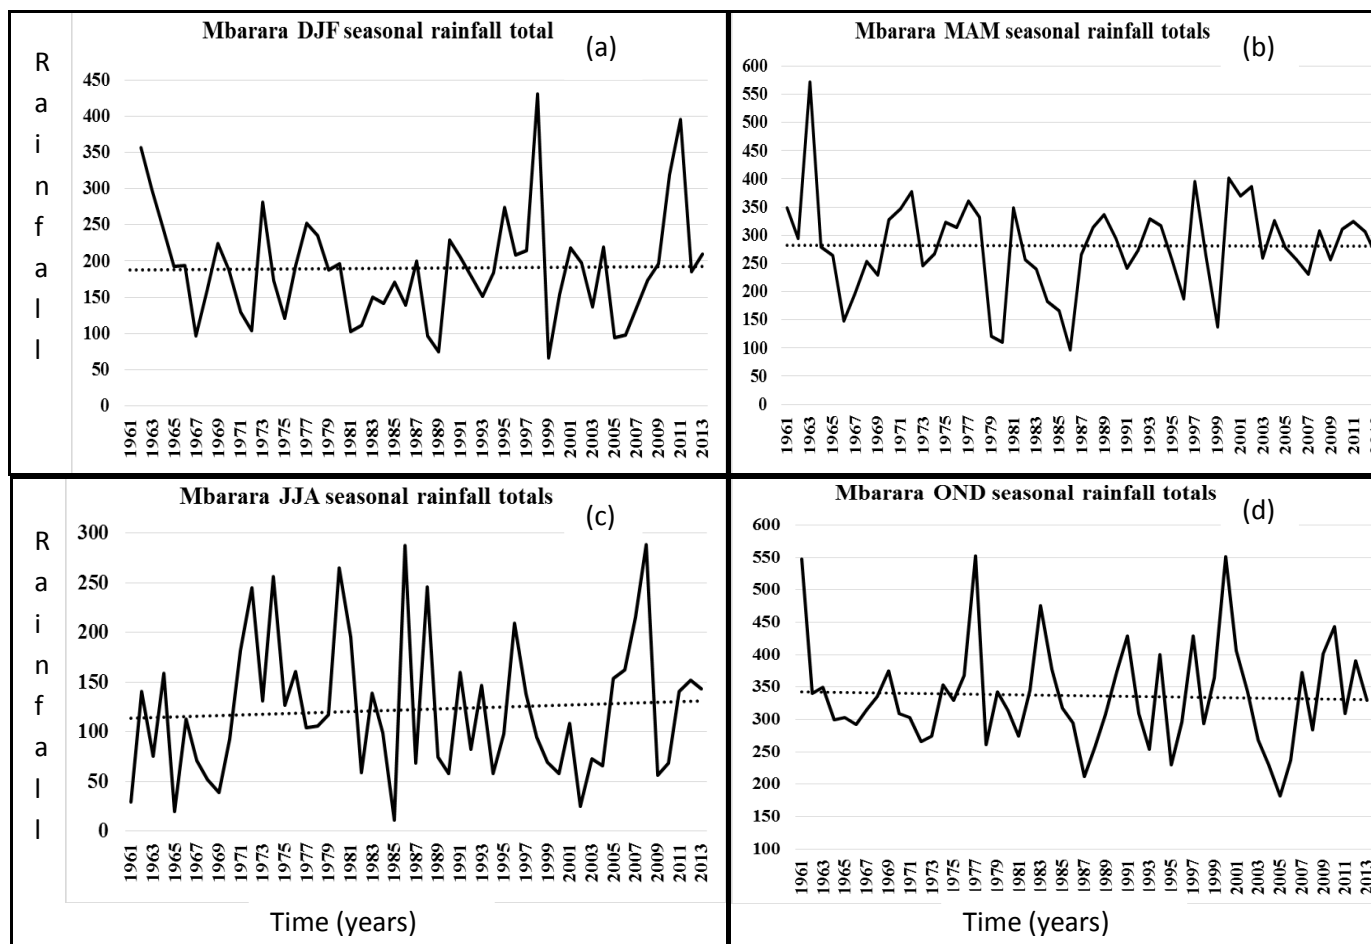 Mbarara DJF seasonal rainfall total
(a)
Rainfall
450
400
350
300
250
200
150
100
50
0
1961 1963 1965 1967 1969 1971 1973 1975 1977 1979 1981 1983 1985 1987 1989 1991 1993 1995 1997 1999 2001 2003 2005 2007 2009 2011 2013
Mbarara MAM seasonal rainfall totals
(b)
600
550
500
450
400
350
300
250
200
150
100
50
0
1961 1963 1965 1967 1969 1971 1973 1975 1977 1979 1981 1983 1985 1987 1989 1991 1993 1995 1997 1999 2001 2003 2005 2007 2009 2011
Mbarara JJA seasonal rainfall totals
(c)
Rainfall
300
250
200
150
100
50
0
1961 1963 1965 1967 1969 1971 1973 1975 1977 1979 1981 1983 1985 1987 1989 1991 1993 1995 1997 1999 2001 2003 2005 2007 2009 2011 2013
Time (years)
Mbarara OND seasonal rainfall totals
(d)
600
550
500
450
400
350
300
250
200
150
100
1961 1963 1965 1967 1969 1971 1973 1975 1977 1979 1981 1983 1985 1987 1989 1991 1993 1995 1997 1999 2001 2003 2005 2007 2009 2011 2013
Time (years)